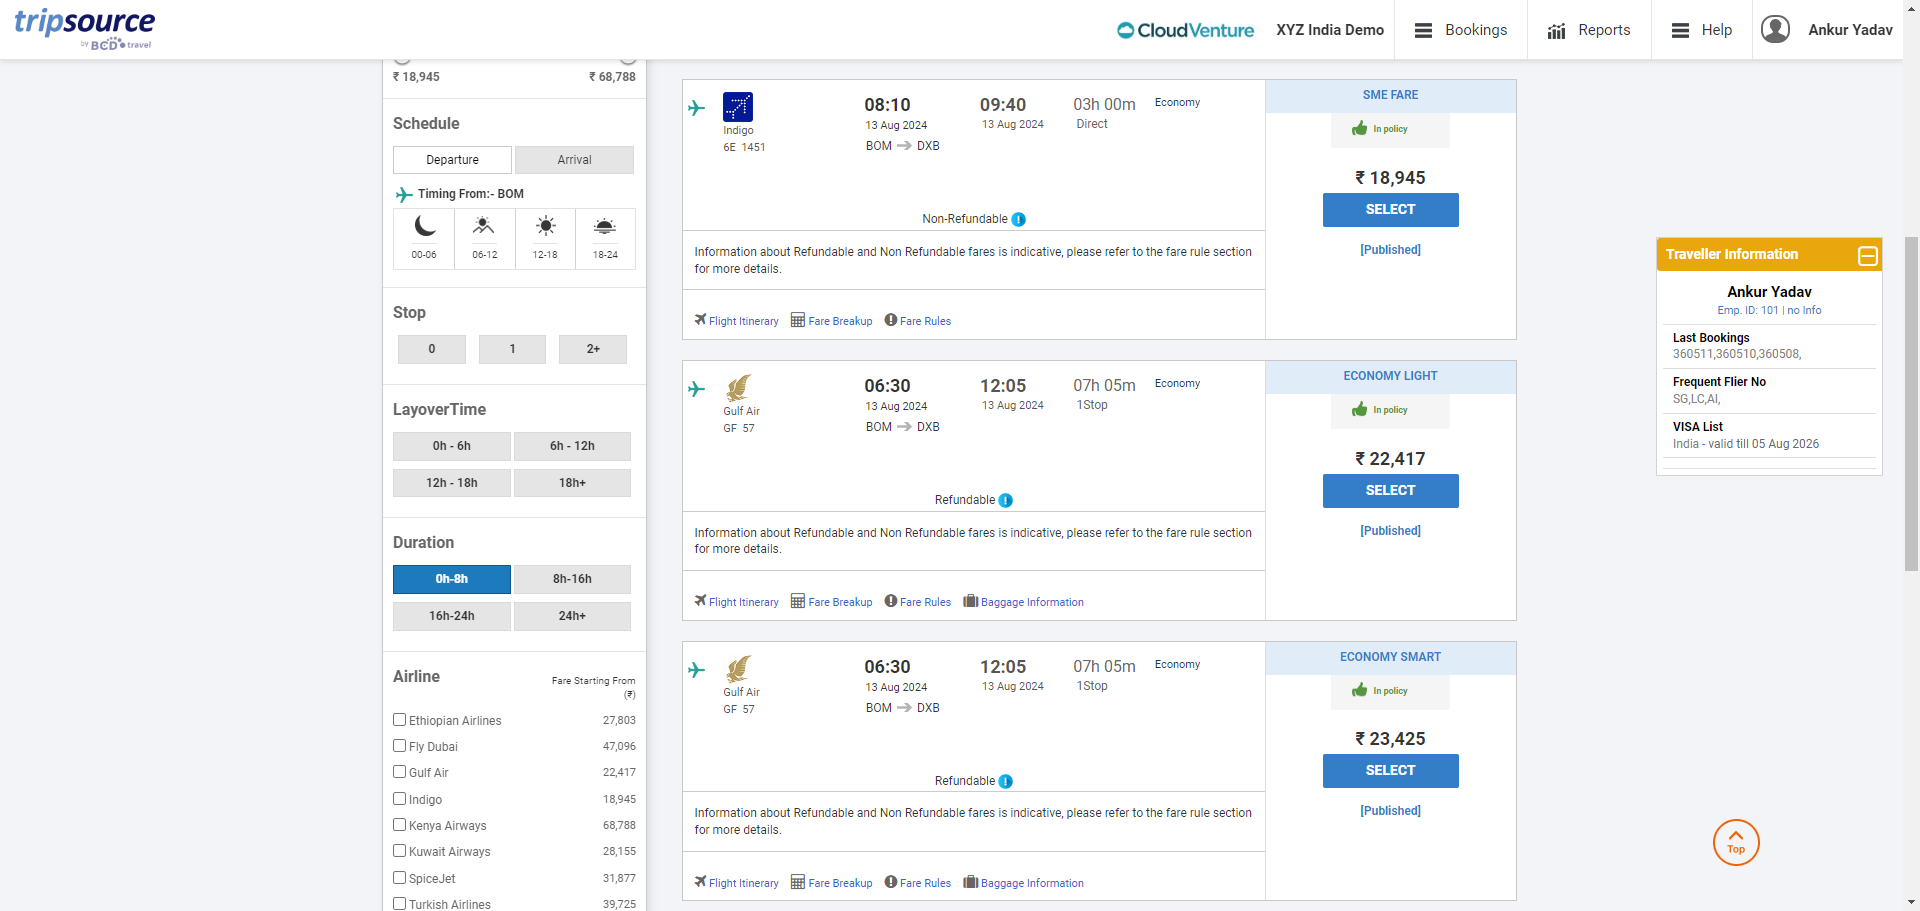 tripsource
by BCD travel
CloudVenture
XYZ India Demo
Bookings
Reports
Help
Ankur Yadav
₹ 18,945
₹ 68,788
Schedule
Departure
Arrival
Timing From:- BOM
00-06
06-12
12-18
18-24
Stop
0
1
2+
LayoverTime
0h - 6h
6h - 12h
12h - 18h
18h+
Duration
0h-8h
8h-16h
16h-24h
24h+
Airline
Fare Starting From
(₹)
Ethiopian Airlines 27,803
Fly Dubai 47,096
Gulf Air 22,417
Indigo 18,945
Kenya Airways 68,788
Kuwait Airways 28,155
SpiceJet 31,877
Turkish Airlines 39,725
Indigo
6E 1451
08:10
13 Aug 2024
BOM DXB
09:40
13 Aug 2024
03h 00m
Direct
Economy
Non-Refundable
Information about Refundable and Non Refundable fares is indicative, please refer to the fare rule section
for more details.
Flight Itinerary Fare Breakup Fare Rules
SME FARE
In policy
₹ 18,945
SELECT
[Published]
Gulf Air
GF 57
06:30
13 Aug 2024
BOM DXB
12:05
13 Aug 2024
07h 05m
1Stop
Economy
Refundable
Information about Refundable and Non Refundable fares is indicative, please refer to the fare rule section
for more details.
Flight Itinerary Fare Breakup Fare Rules Baggage Information
ECONOMY LIGHT
In policy
₹ 22,417
SELECT
[Published]
Gulf Air
GF 57
06:30
13 Aug 2024
BOM DXB
12:05
13 Aug 2024
07h 05m
1Stop
Economy
Refundable
Information about Refundable and Non Refundable fares is indicative, please refer to the fare rule section
for more details.
Flight Itinerary Fare Breakup Fare Rules Baggage Information
ECONOMY SMART
In policy
₹ 23,425
SELECT
[Published]
Traveller Information
Ankur Yadav
Emp. ID: 101 | no Info
Last Bookings
360511,360510,360508,
Frequent Flier No
SG,LC,AI,
VISA List
India - valid till 05 Aug 2026
Top